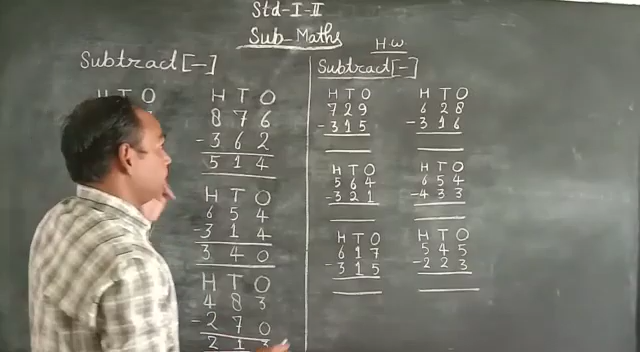 Std-I-II
Sub-Maths
Subtract[-]
H T O
H T O
8 7 6
-3 6 2
5 1 4
H T O
6 5 4
-3 1 4
3 4 0
H T O
4 8 3
-2 7 0
2 1 3
HW
Subtract[-]
H T O
7 2 9
-3 1 5
H T O
6 2 8
-3 1 6
H T O
5 6 4
-3 2 1
H T O
6 5 4
-4 3 3
H T O
6 1 7
-3 1 5
H T O
5 4 5
-2 2 3